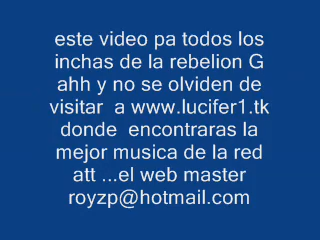 este video pa todos los
inchas de la rebelion G
ahh y no se olviden de
visitar  a www.lucifer1.tk
donde  encontraras la
mejor musica de la red
att ...el web master
royzp@hotmail.com